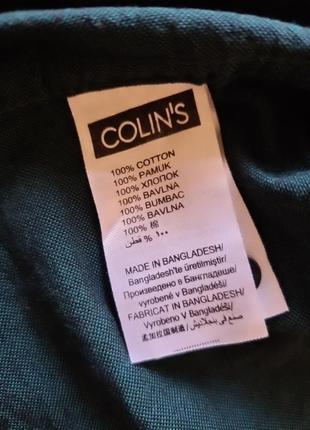 COLIN'S
100% COTTON
100% PAMUK
100% ХЛОПОК
100% BAVLNA
100% BUMBAC
100% BAVLNA
100% 棉
١٠٠ % قطن
MADE IN BANGLADESH/
Bangladesh'te üretilmiştir/
Произведено в Бангладеше/
Vyrobené v Bangladéši/
FABRICAT IN BANGLADESH/
Vyrobeno v Bangladéši/
孟加拉国制造/ صنع في بنجلاديش